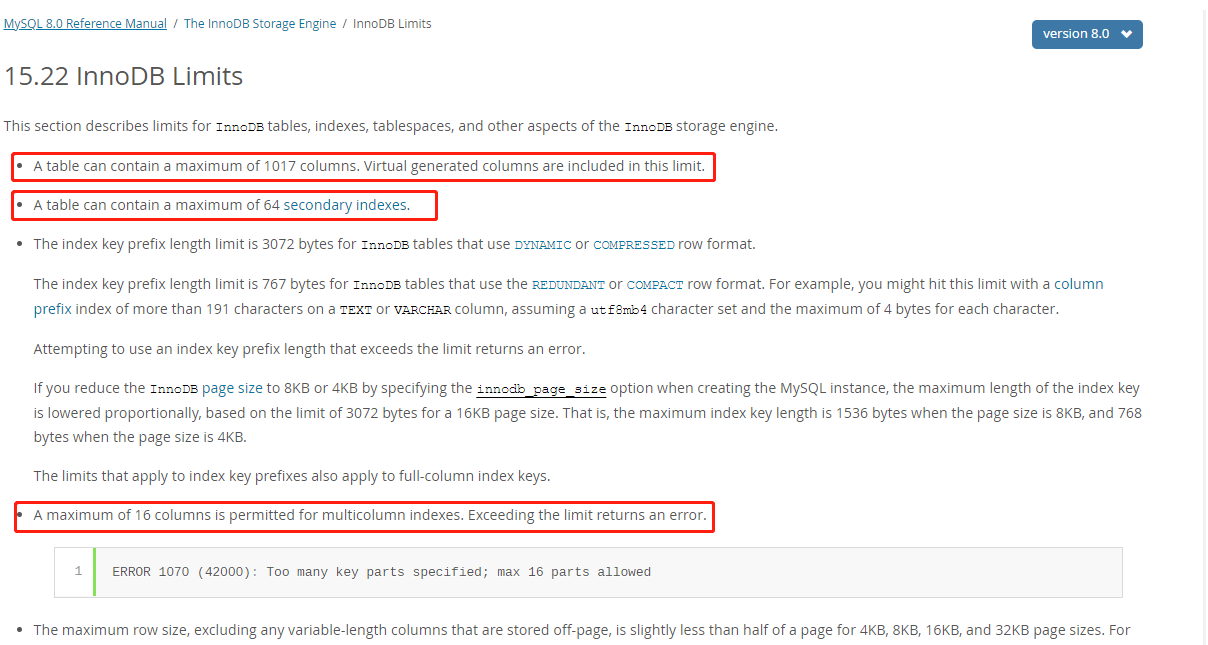 MySQL 8.0 Reference Manual / The InnoDB Storage Engine / InnoDB Limits
version 8.0
15.22 InnoDB Limits
This section describes limits for InnoDB tables, indexes, tablespaces, and other aspects of the InnoDB storage engine.
• A table can contain a maximum of 1017 columns. Virtual generated columns are included in this limit.
• A table can contain a maximum of 64 secondary indexes.
• The index key prefix length limit is 3072 bytes for InnoDB tables that use DYNAMIC or COMPRESSED row format.
The index key prefix length limit is 767 bytes for InnoDB tables that use the REDUNDANT or COMPACT row format. For example, you might hit this limit with a column
prefix index of more than 191 characters on a TEXT or VARCHAR column, assuming a utf8mb4 character set and the maximum of 4 bytes for each character.
Attempting to use an index key prefix length that exceeds the limit returns an error.
If you reduce the InnoDB page size to 8KB or 4KB by specifying the innodb_page_size option when creating the MySQL instance, the maximum length of the index key
is lowered proportionally, based on the limit of 3072 bytes for a 16KB page size. That is, the maximum index key length is 1536 bytes when the page size is 8KB, and 768
bytes when the page size is 4KB.
The limits that apply to index key prefixes also apply to full-column index keys.
• A maximum of 16 columns is permitted for multicolumn indexes. Exceeding the limit returns an error.
1 ERROR 1070 (42000): Too many key parts specified; max 16 parts allowed
• The maximum row size, excluding any variable-length columns that are stored off-page, is slightly less than half of a page for 4KB, 8KB, 16KB, and 32KB page sizes. For